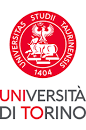 UNIVERSITAS STUDII TAURINENSIS
1404
UNIVERSITÀ
DI TORINO